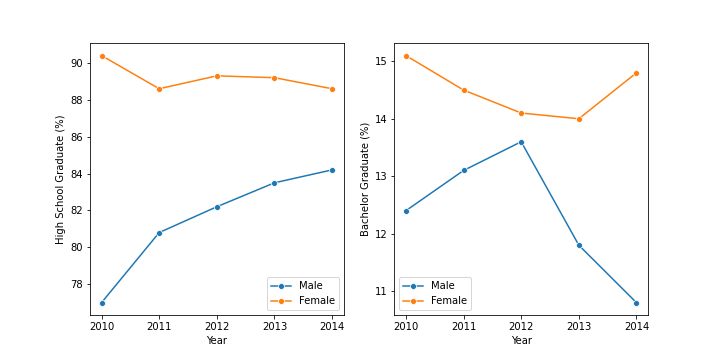 High School Graduate (%)
90
88
86
84
82
80
78
2010 2011 2012 2013 2014
Year
Male
Female
Bachelor Graduate (%)
15
14
13
12
11
2010 2011 2012 2013 2014
Year
Male
Female